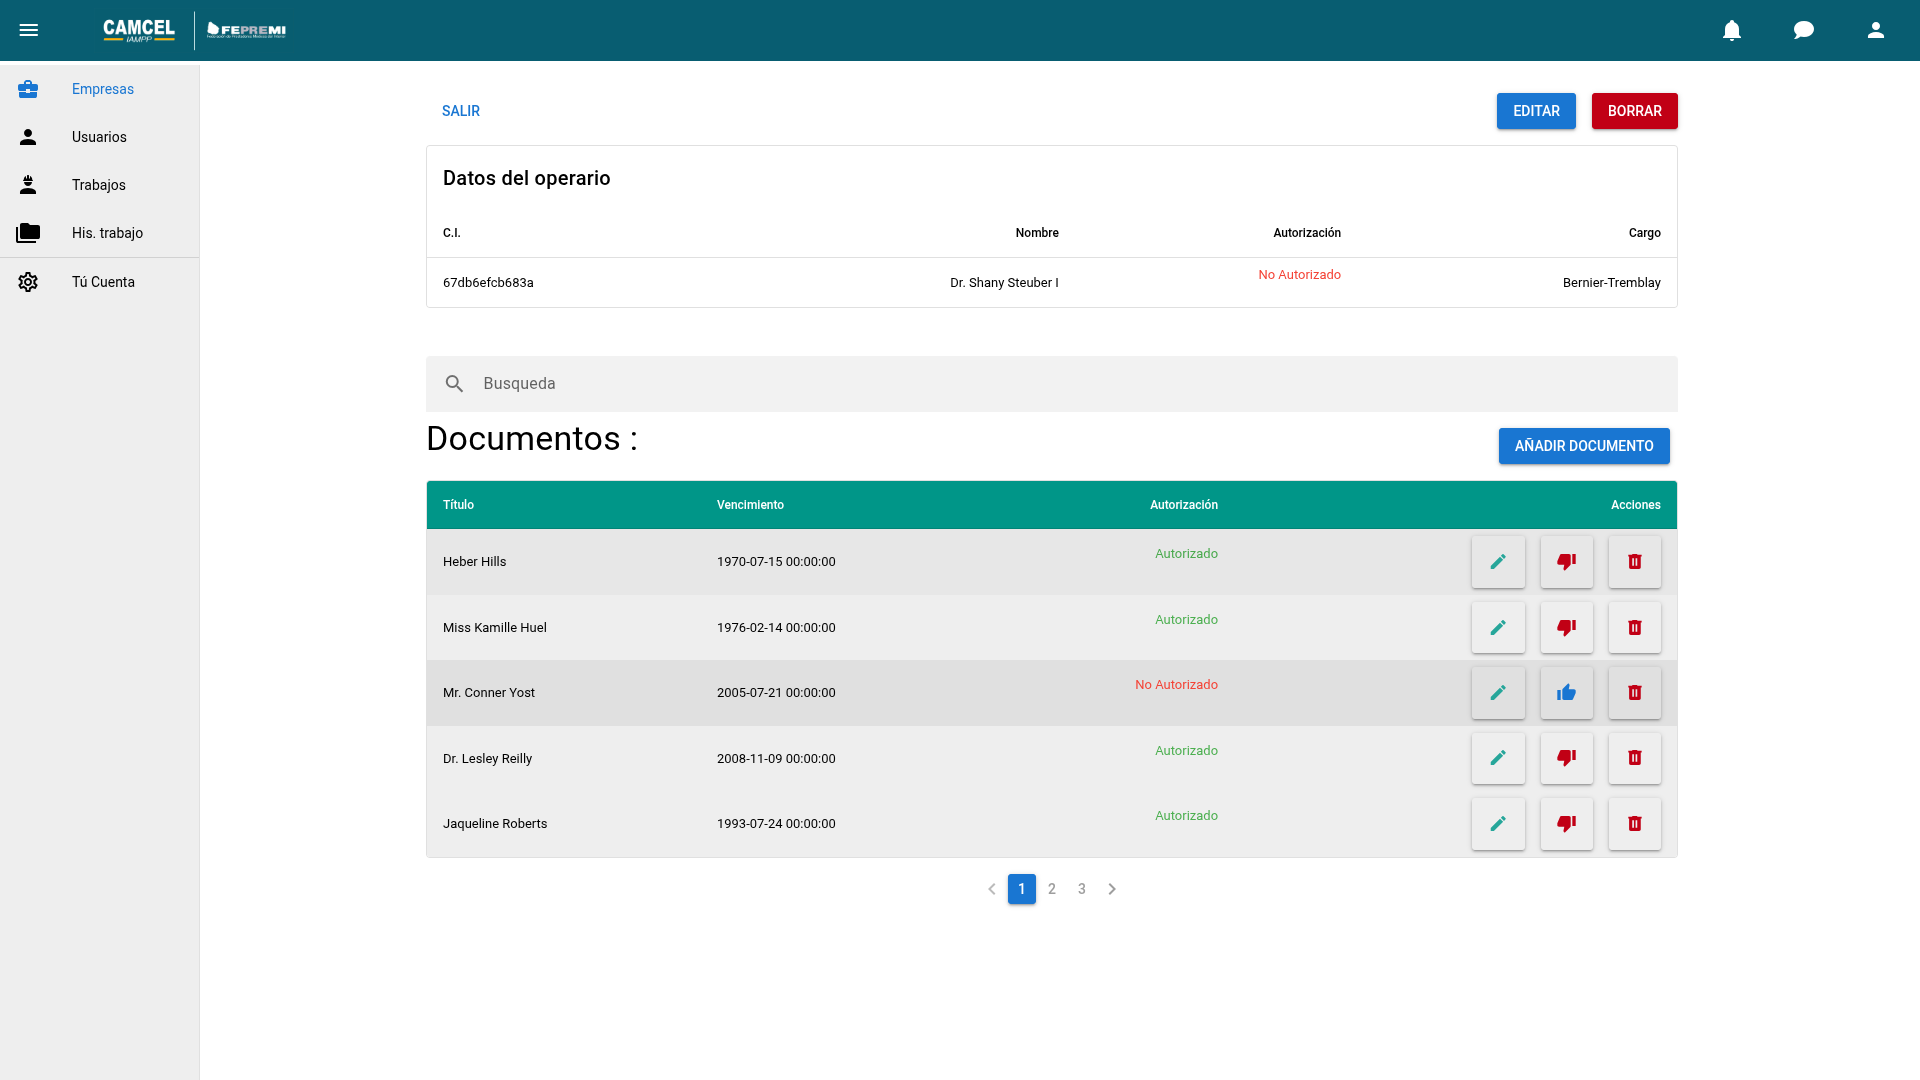 CAMCEL
IAMPP
FEPREMI
Empresas
Usuarios
Trabajos
His. trabajo
Tú Cuenta
SALIR
EDITAR
BORRAR
Datos del operario
C.I. Nombre Autorización Cargo
67db6efcb683a Dr. Shany Steuber I No Autorizado Bernier-Tremblay
Busqueda
Documentos :
AÑADIR DOCUMENTO
Título Vencimiento Autorización Acciones
Heber Hills 1970-07-15 00:00:00 Autorizado
Miss Kamille Huel 1976-02-14 00:00:00 Autorizado
Mr. Conner Yost 2005-07-21 00:00:00 No Autorizado
Dr. Lesley Reilly 2008-11-09 00:00:00 Autorizado
Jaqueline Roberts 1993-07-24 00:00:00 Autorizado
1 2 3